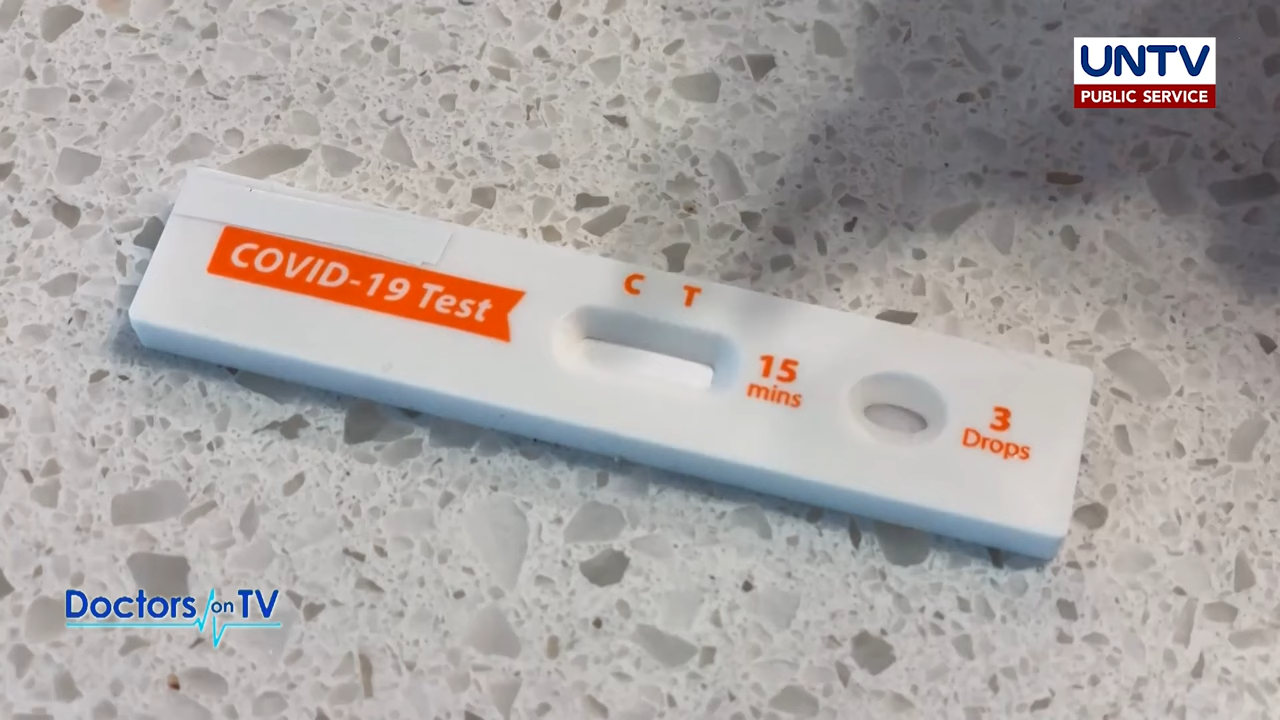 UNTV
PUBLIC SERVICE
COVID-19 Test
C T
15
mins
3
Drops
Doctors on TV